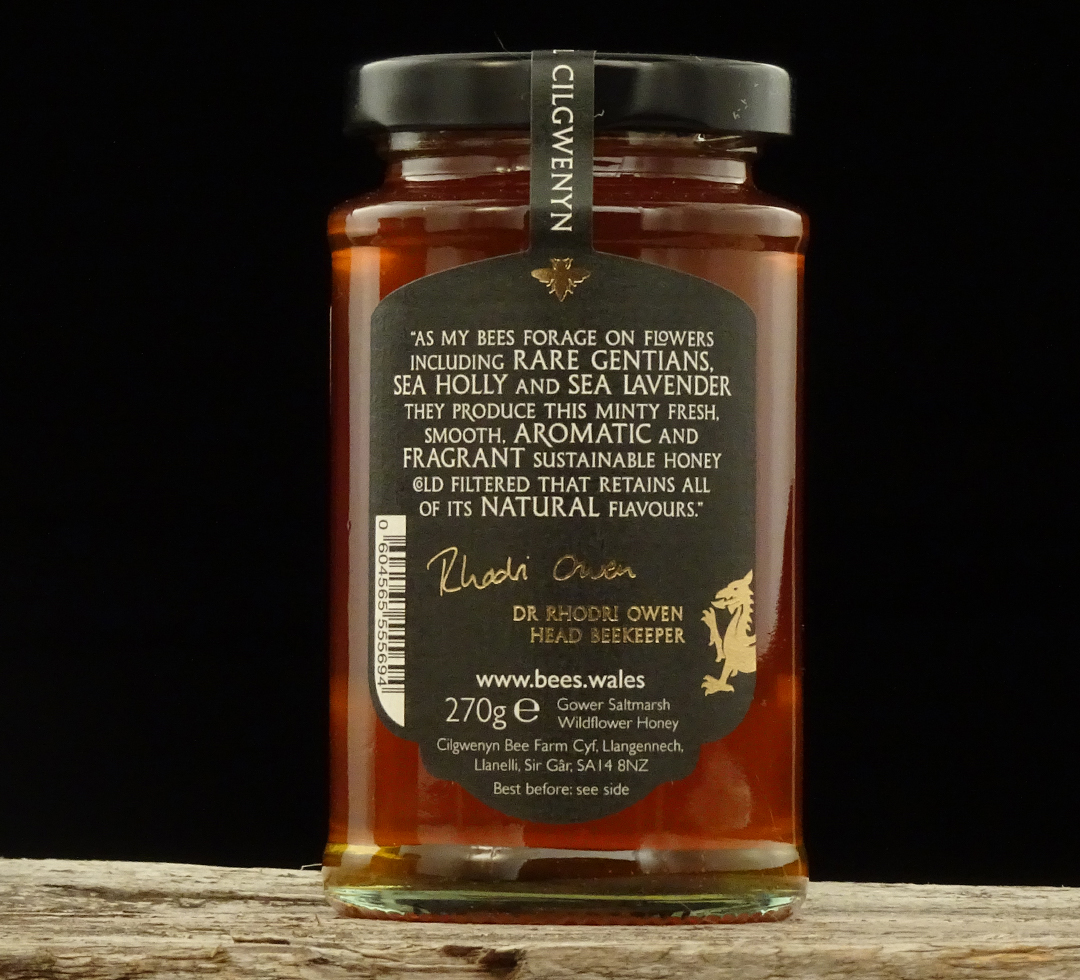 CILGWENYN
"AS MY BEES FORAGE ON FLOWERS
INCLUDING RARE GENTIANS,
SEA HOLLY AND SEA LAVENDER
THEY PRODUCE THIS MINTY FRESH,
SMOOTH, AROMATIC AND
FRAGRANT SUSTAINABLE HONEY
COLD FILTERED THAT RETAINS ALL
OF ITS NATURAL FLAVOURS."
0 604565 555694
Rhodri Owen
DR RHODRI OWEN
HEAD BEEKEEPER
www.bees.wales
270g ℮ Gower Saltmarsh
Wildflower Honey
Cilgwenyn Bee Farm Cyf, Llangennech,
Llanelli, Sir Gâr, SA14 8NZ
Best before: see side